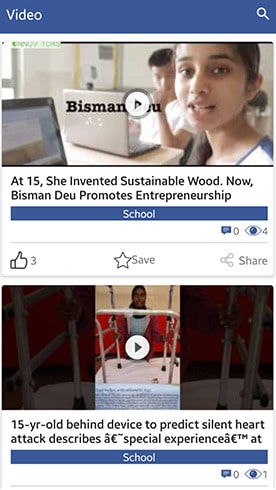 Video
Bisman Deu
At 15, She Invented Sustainable Wood. Now,
Bisman Deu Promotes Entrepreneurship
School
0 4
3 Save Share
15-yr-old behind device to predict silent heart
attack describes â€˜special experienceâ€™ at
School
0 1